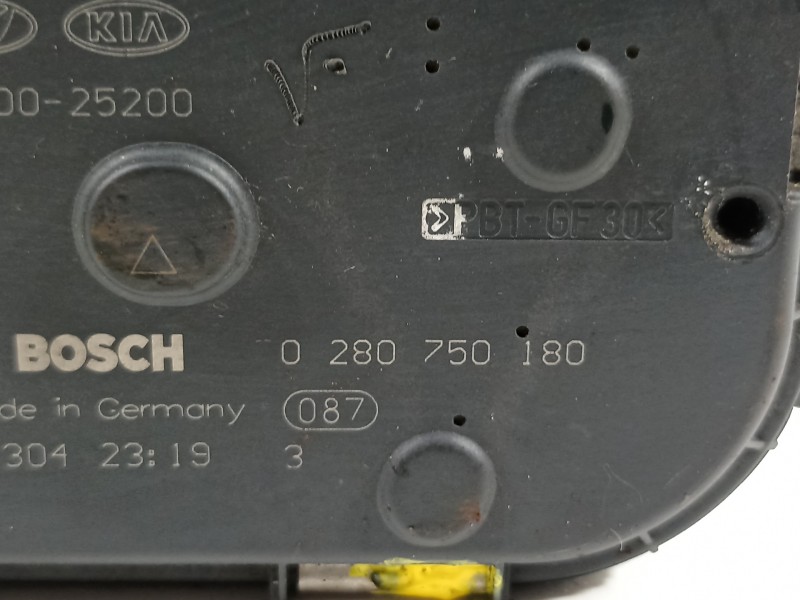 KIA
00-25200
>PBT-GF30<
BOSCH 0 280 750 180
de in Germany 087
304 23:19 3